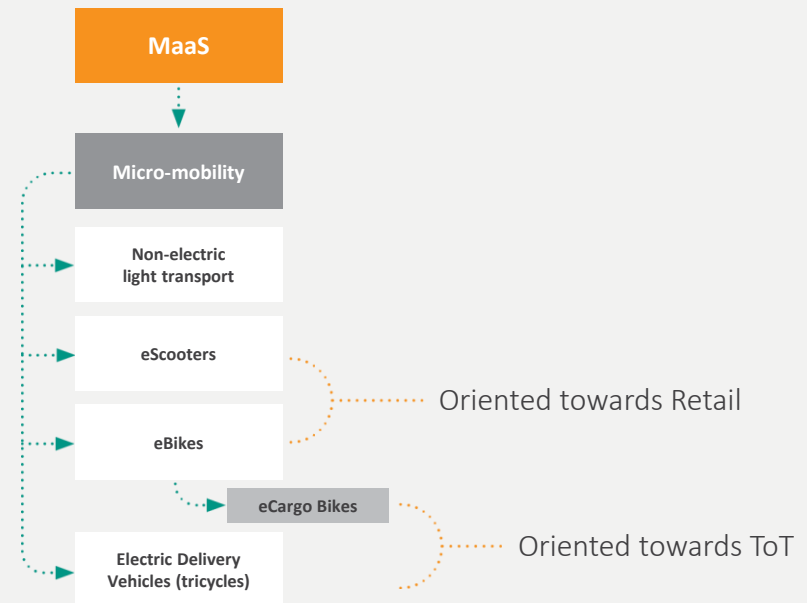 MaaS
Micro-mobility
Non-electric
light transport
eScooters
Oriented towards Retail
eBikes
eCargo Bikes
Oriented towards ToT
Electric Delivery
Vehicles (tricycles)